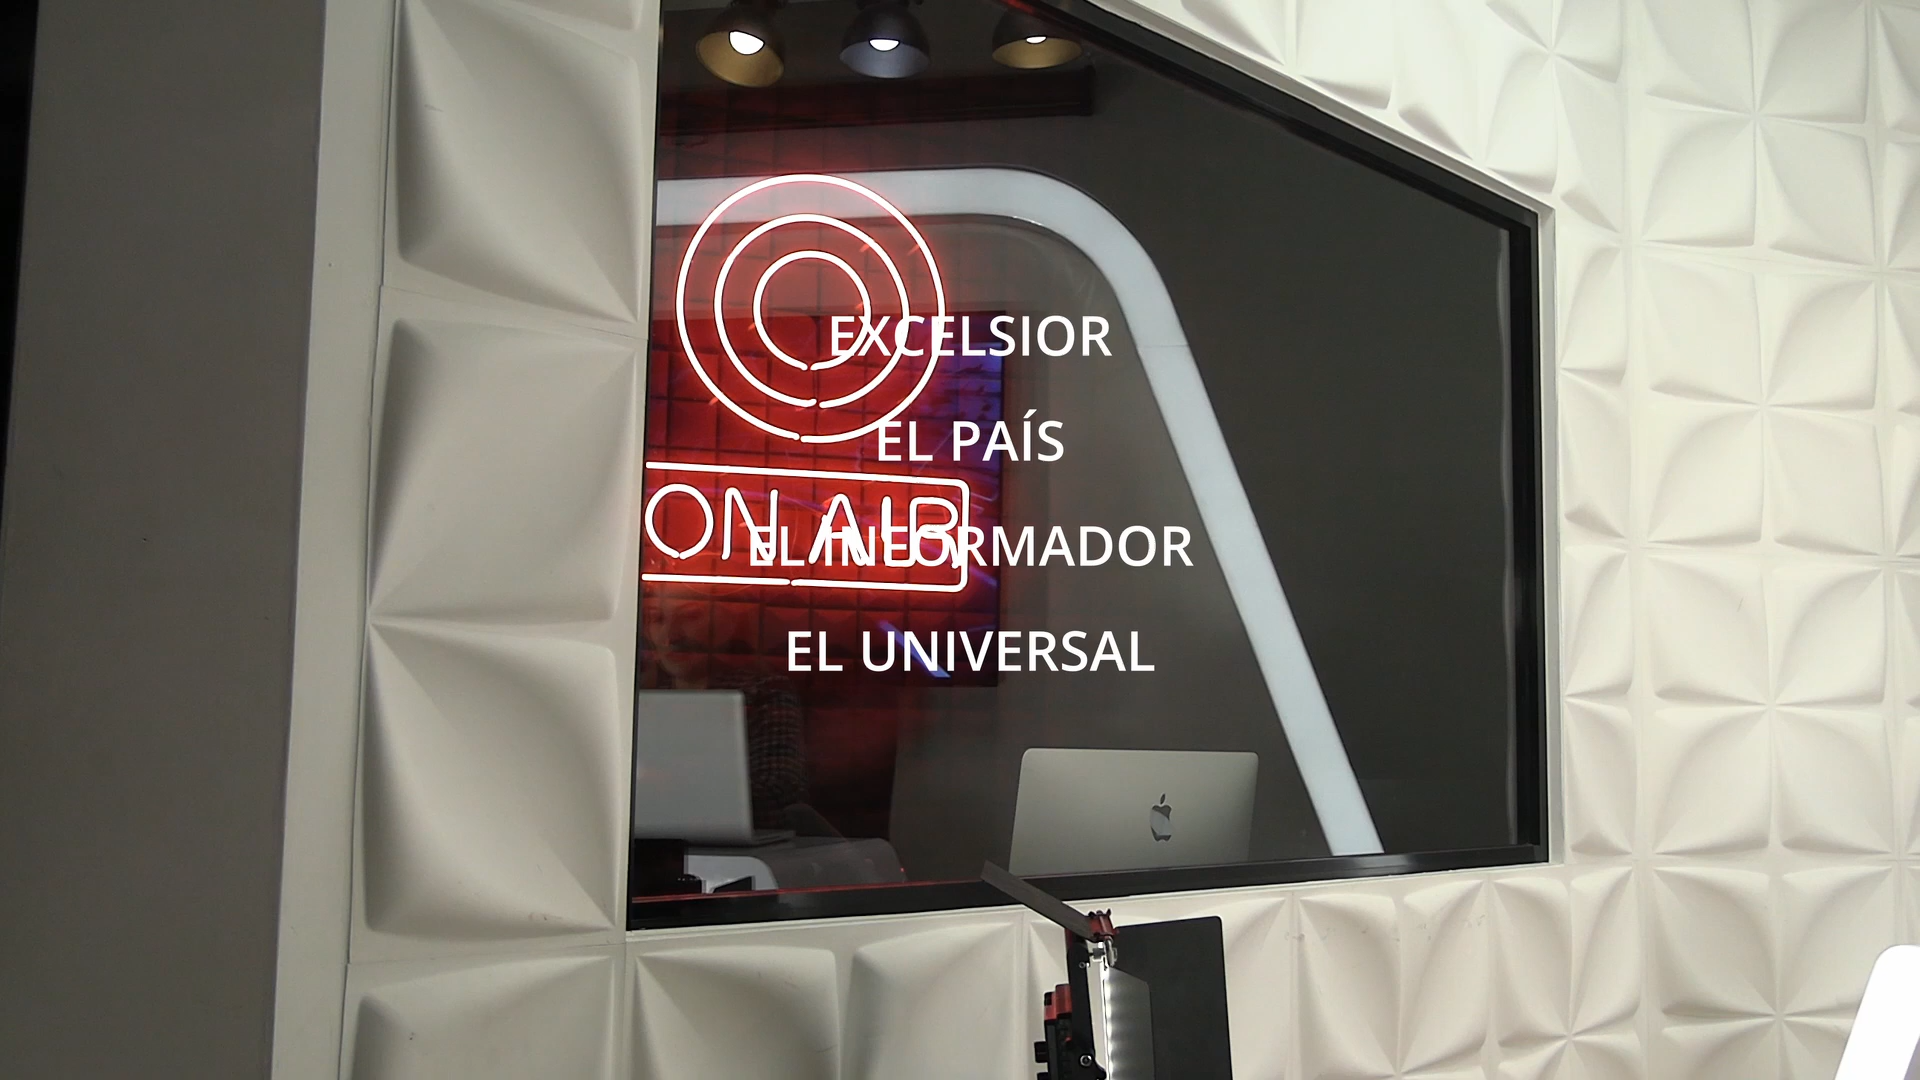 EXCELSIOR
EL PAÍS
ON AIR
EL INFORMADOR
EL UNIVERSAL